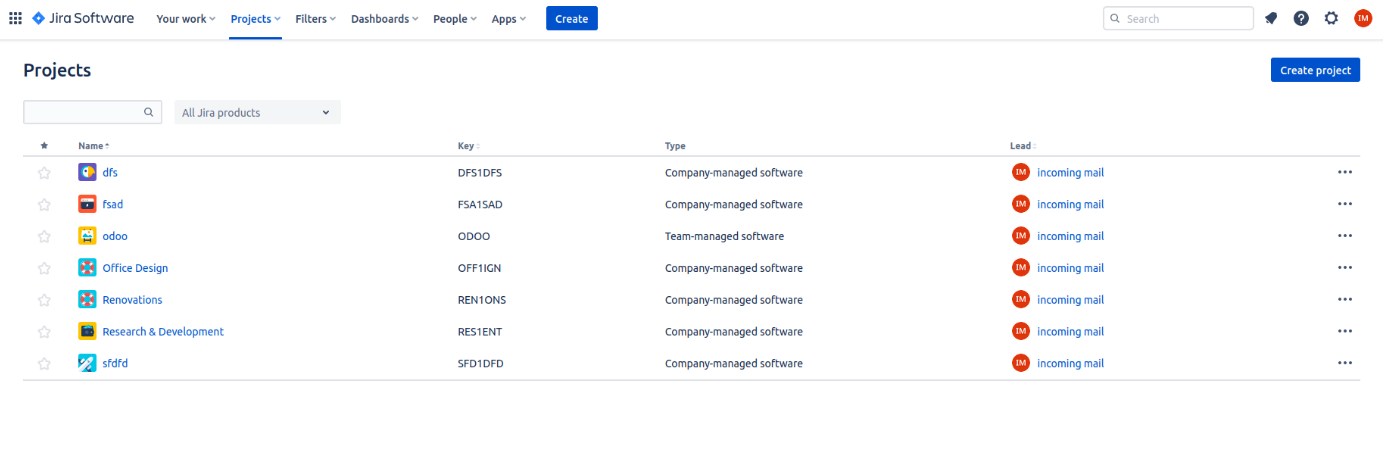 Jira Software Your work Projects Filters Dashboards People Apps Create Search IM
Projects Create project
All Jira products
Name Key Type Lead
dfs DFS1DFS Company-managed software IM incoming mail
fsad FSA1SAD Company-managed software IM incoming mail
odoo ODOO Team-managed software IM incoming mail
Office Design OFF1IGN Company-managed software IM incoming mail
Renovations REN1ONS Company-managed software IM incoming mail
Research & Development RES1ENT Company-managed software IM incoming mail
sfdfd SFD1DFD Company-managed software IM incoming mail